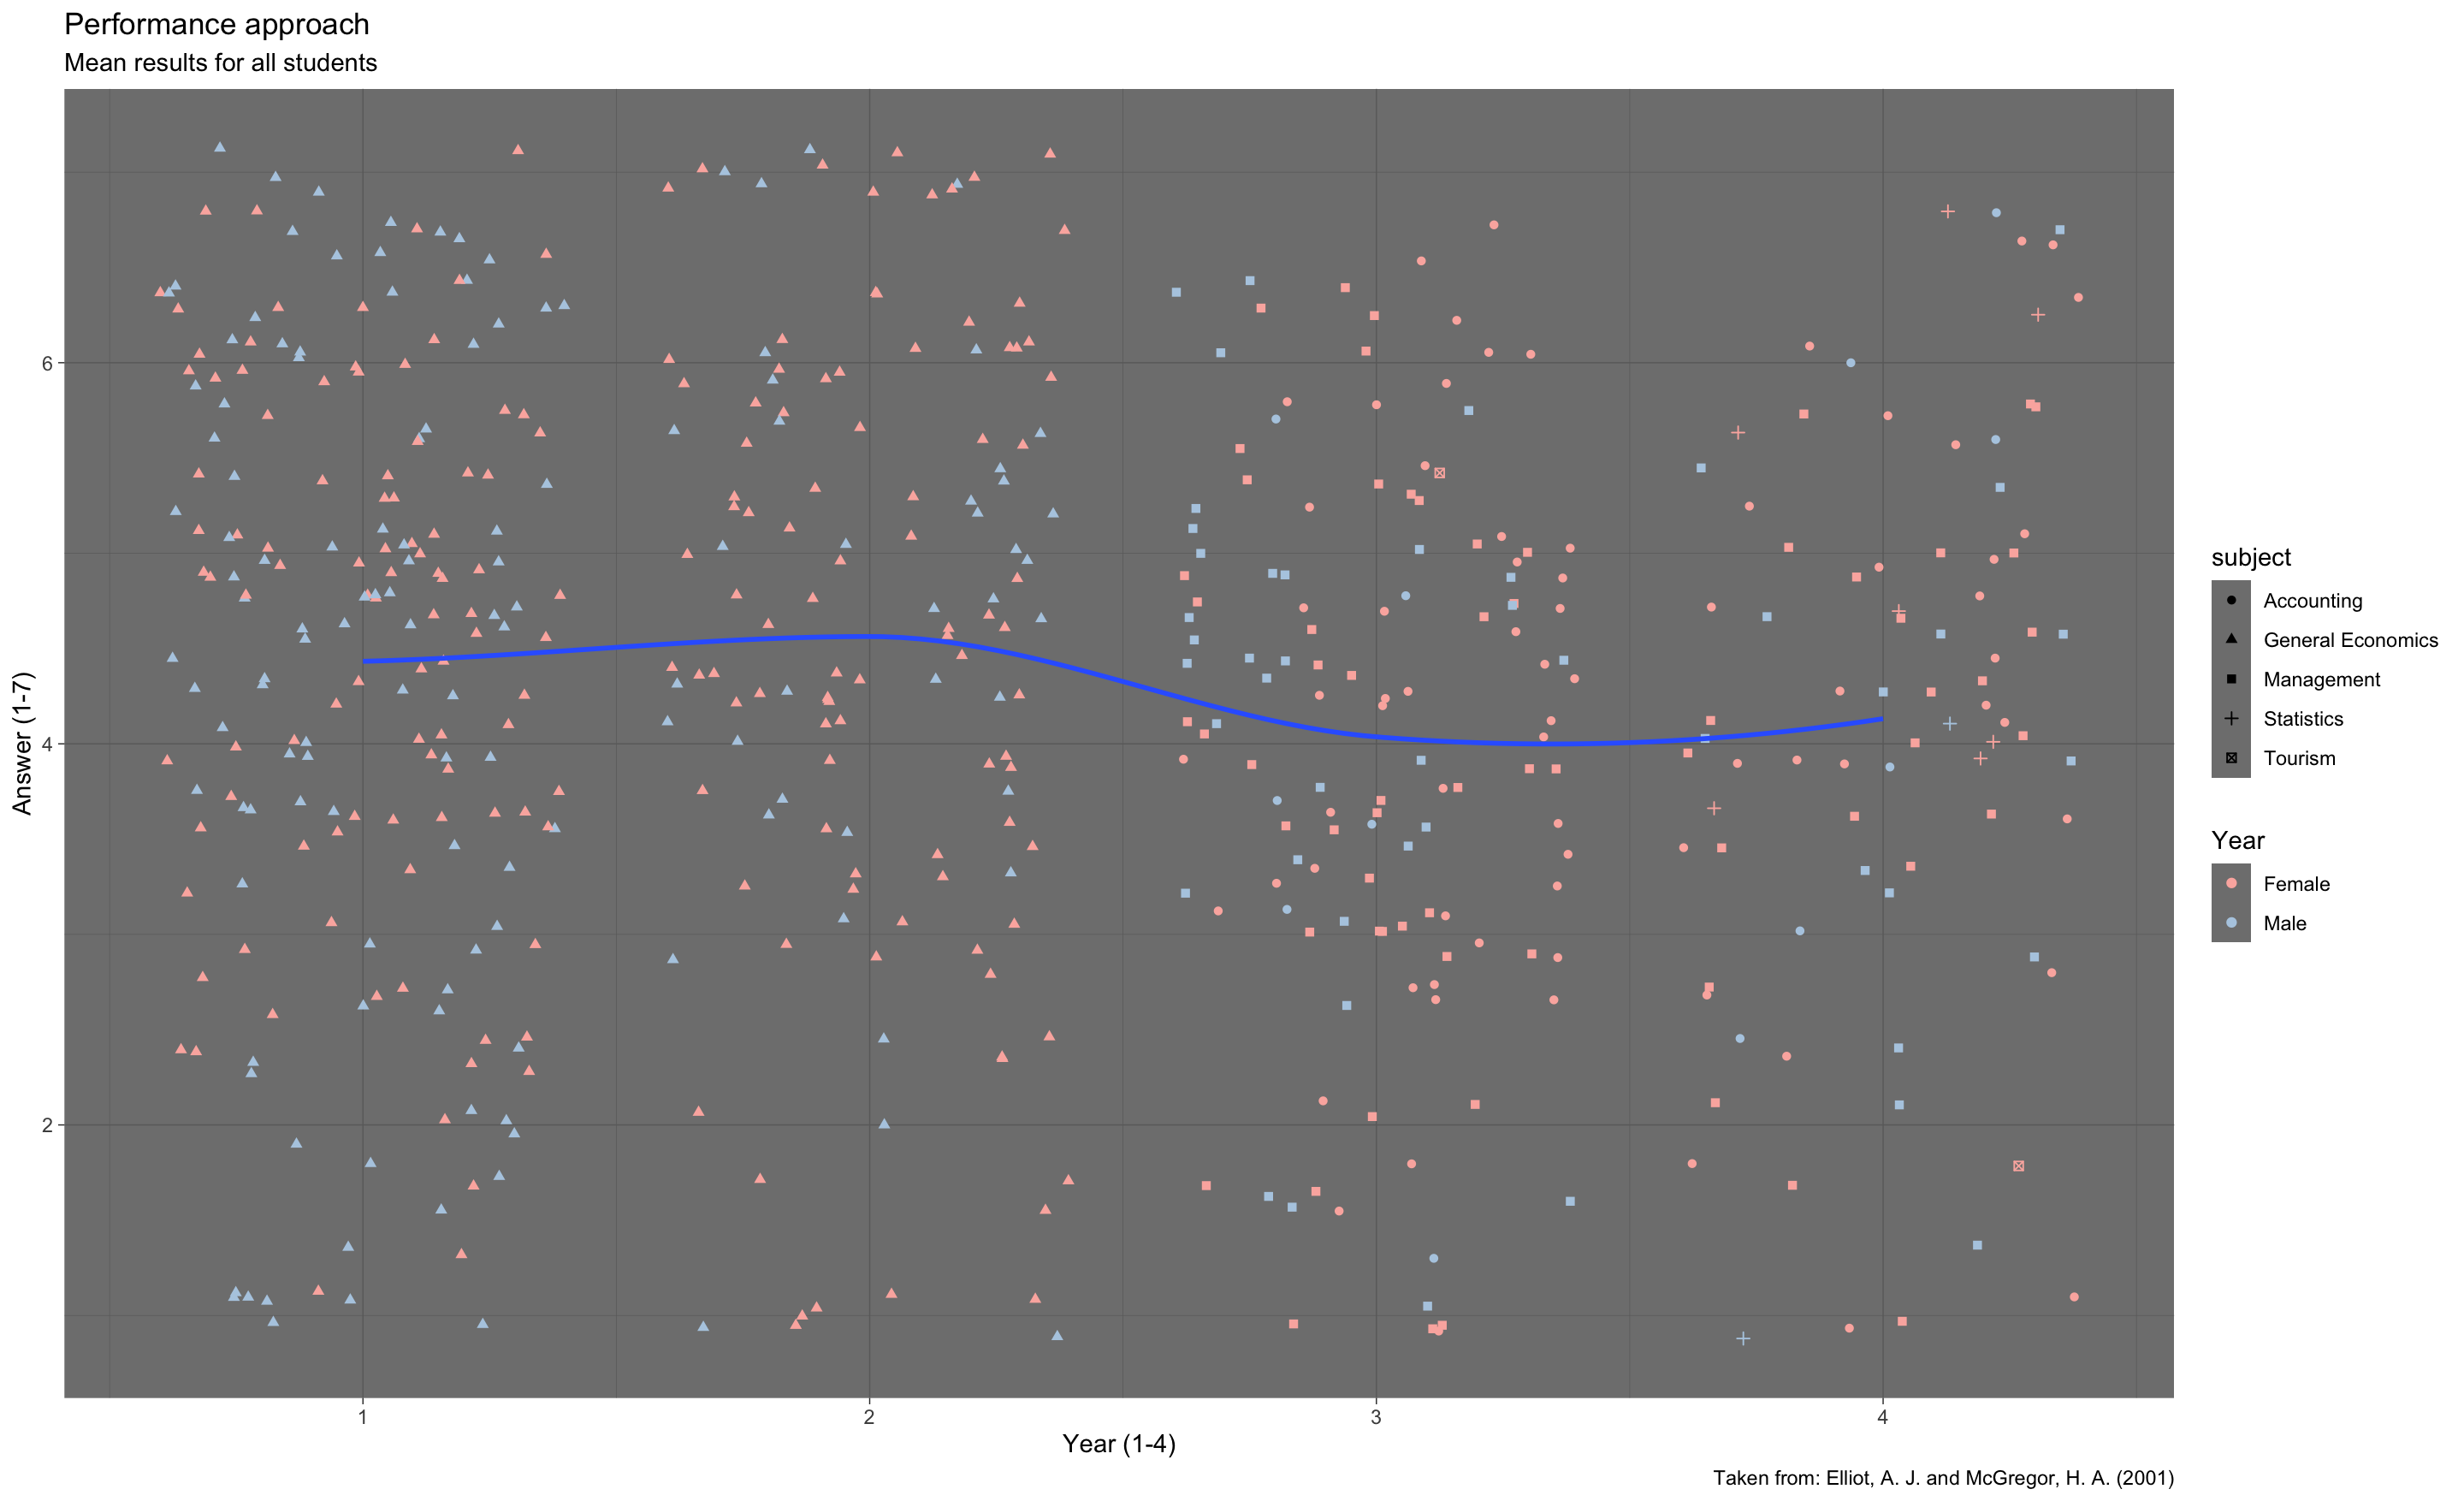 Performance approach
Mean results for all students
Answer (1-7)
6
4
2
1
2
3
4
Year (1-4)
subject
Accounting
General Economics
Management
Statistics
Tourism
Year
Female
Male
Taken from: Elliot, A. J. and McGregor, H. A. (2001)